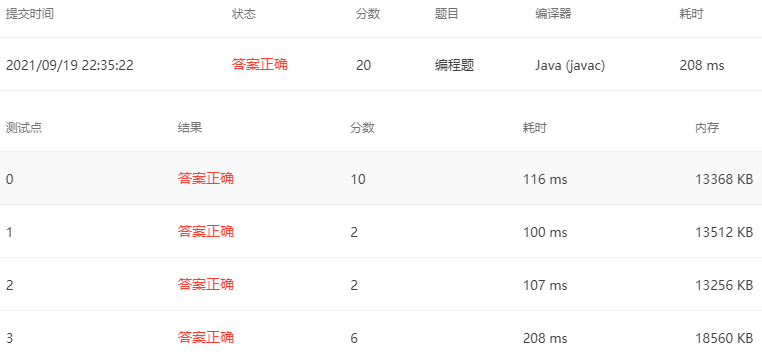 提交时间 状态 分数 题目 编译器 耗时
2021/09/19 22:35:22 答案正确 20 编程题 Java (javac) 208 ms
测试点 结果 分数 耗时 内存
0 答案正确 10 116 ms 13368 KB
1 答案正确 2 100 ms 13512 KB
2 答案正确 2 107 ms 13256 KB
3 答案正确 6 208 ms 18560 KB